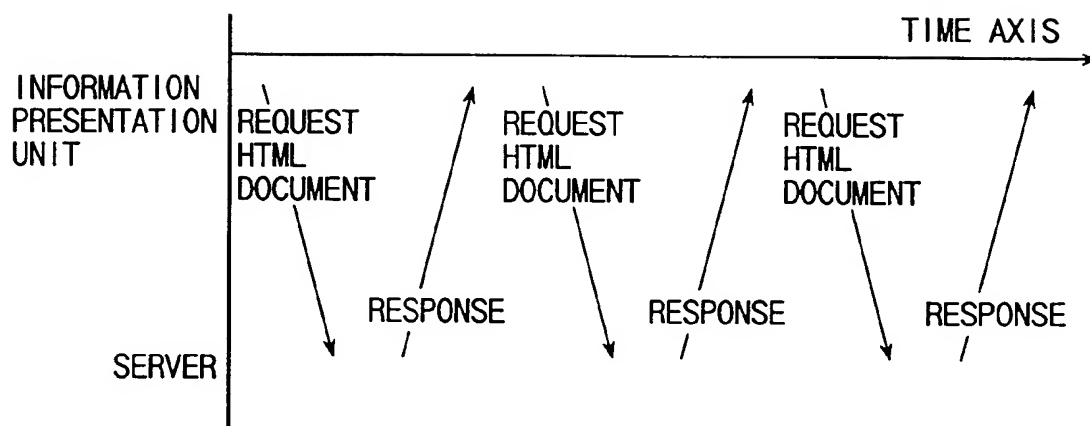 TIME AXIS
INFORMATION
PRESENTATION
UNIT
REQUEST
HTML
DOCUMENT
REQUEST
HTML
DOCUMENT
REQUEST
HTML
DOCUMENT
RESPONSE
RESPONSE
RESPONSE
SERVER